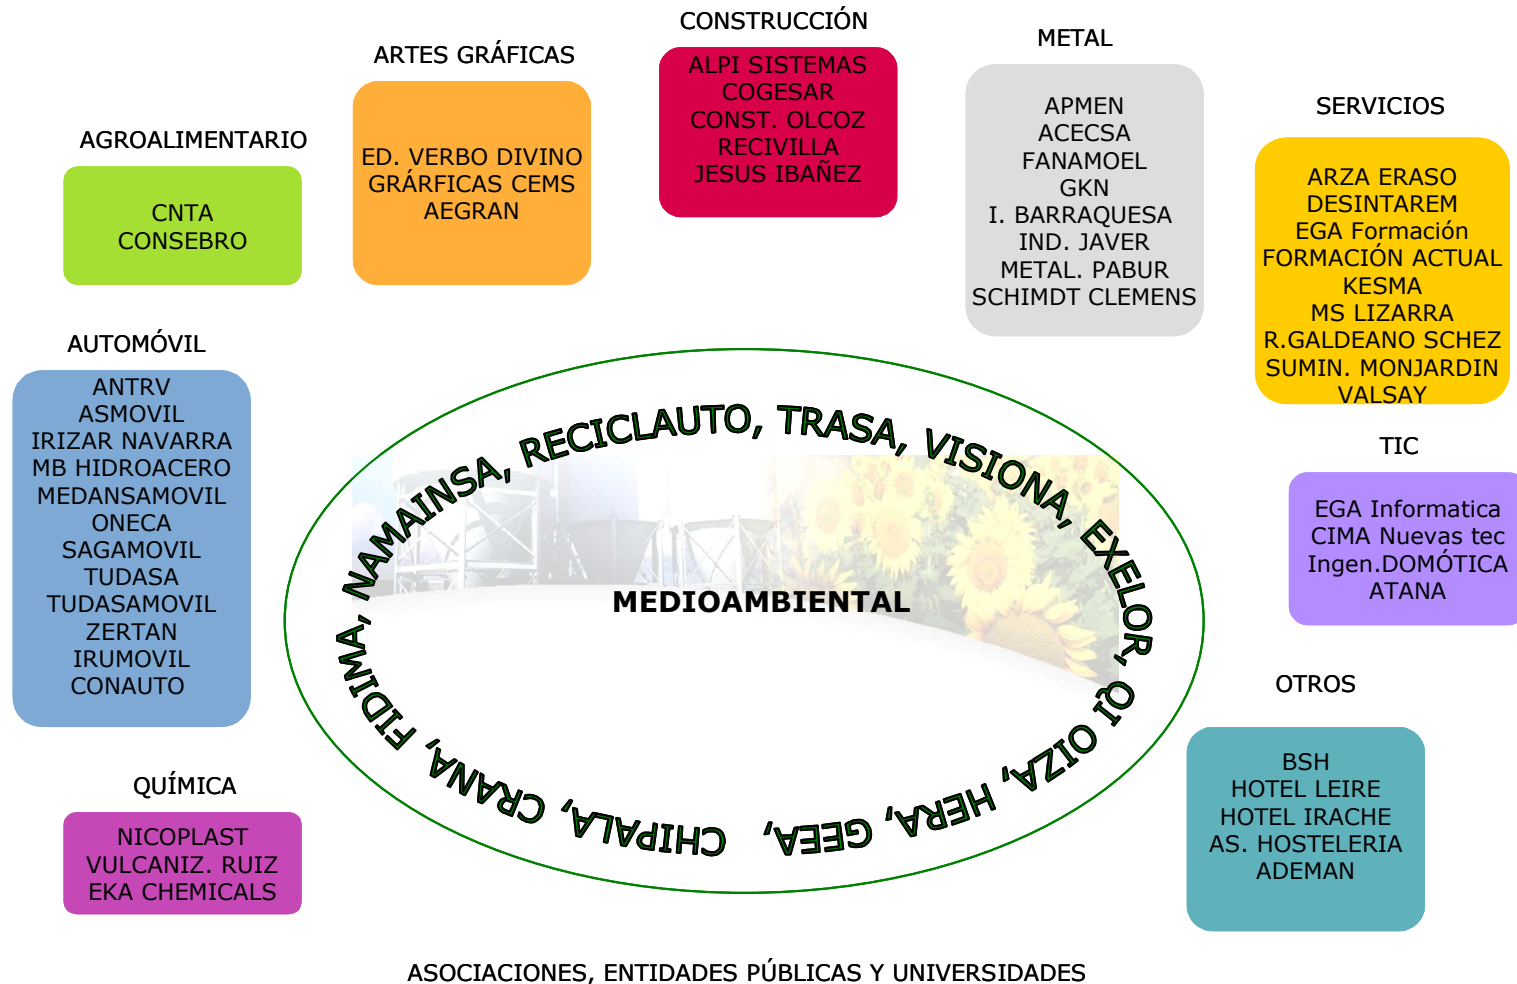 CONSTRUCCIÓN
ALPI SISTEMAS
COGESAR
CONST. OLCOZ
RECIVILLA
JESUS IBAÑEZ
METAL
APMEN
ACECSA
FANAMOEL
GKN
I. BARRAQUESA
IND. JAVER
METAL. PABUR
SCHIMDT CLEMENS
ARTES GRÁFICAS
ED. VERBO DIVINO
GRÁRFICAS CEMS
AEGRAN
SERVICIOS
ARZA ERASO
DESINTAREM
EGA Formación
FORMACIÓN ACTUAL
KESMA
MS LIZARRA
R.GALDEANO SCHEZ
SUMIN. MONJARDIN
VALSAY
AGROALIMENTARIO
CNTA
CONSEBRO
AUTOMÓVIL
ANTRV
ASMOVIL
IRIZAR NAVARRA
MB HIDROACERO
MEDANSAMOVIL
ONECA
SAGAMOVIL
TUDASA
TUDASAMOVIL
ZERTAN
IRUMOVIL
CONAUTO
CHIPALA, CRANA, FIDIMA, NAMAINSA, RECICLAUTO, TRASA, VISIONA, EXELOR, QI OIZA, HERA, GEEA,
MEDIOAMBIENTAL
TIC
EGA Informatica
CIMA Nuevas tec
Ingen.DOMÓTICA
ATANA
OTROS
BSH
HOTEL LEIRE
HOTEL IRACHE
AS. HOSTELERIA
ADEMAN
QUÍMICA
NICOPLAST
VULCANIZ. RUIZ
EKA CHEMICALS
ASOCIACIONES, ENTIDADES PÚBLICAS Y UNIVERSIDADES